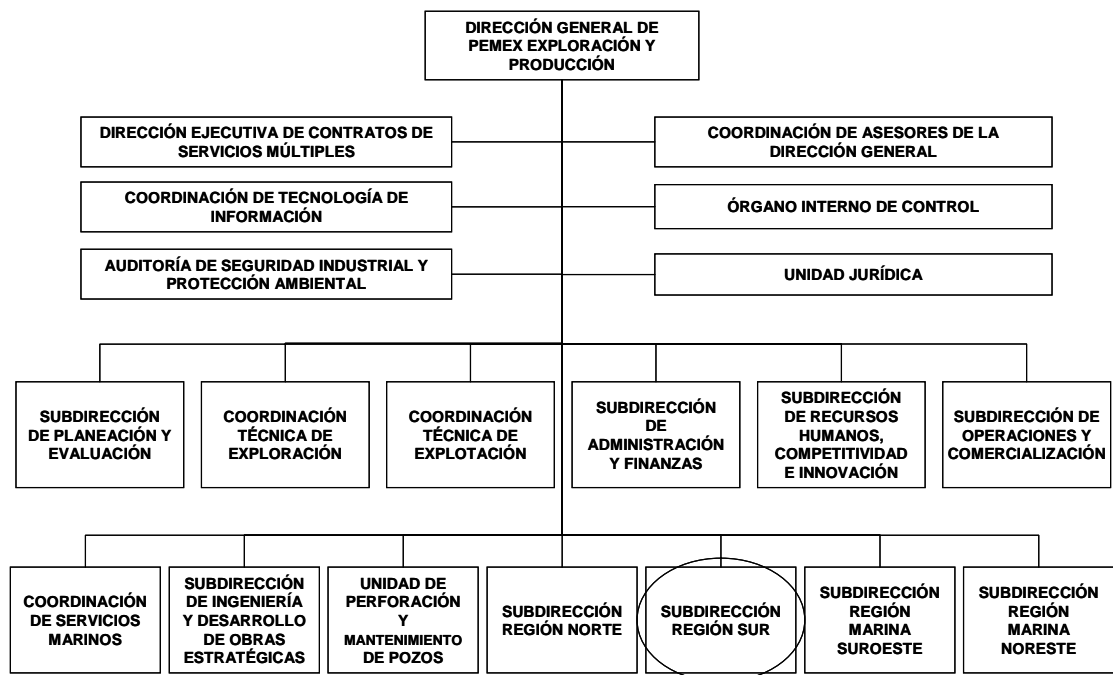 DIRECCIÓN GENERAL DE
PEMEX EXPLORACIÓN Y
PRODUCCIÓN
DIRECCIÓN EJECUTIVA DE CONTRATOS DE
SERVICIOS MÚLTIPLES
COORDINACIÓN DE ASESORES DE LA
DIRECCIÓN GENERAL
COORDINACIÓN DE TECNOLOGÍA DE
INFORMACIÓN
ÓRGANO INTERNO DE CONTROL
AUDITORÍA DE SEGURIDAD INDUSTRIAL Y
PROTECCIÓN AMBIENTAL
UNIDAD JURÍDICA
SUBDIRECCIÓN
DE PLANEACIÓN Y
EVALUACIÓN
COORDINACIÓN
TÉCNICA DE
EXPLORACIÓN
COORDINACIÓN
TÉCNICA DE
EXPLOTACIÓN
SUBDIRECCIÓN
DE
ADMINISTRACIÓN
Y FINANZAS
SUBDIRECCIÓN
DE RECURSOS
HUMANOS,
COMPETITIVIDAD
E INNOVACIÓN
SUBDIRECCIÓN DE
OPERACIONES Y
COMERCIALIZACIÓN
COORDINACIÓN
DE SERVICIOS
MARINOS
SUBDIRECCIÓN
DE INGENIERÍA
Y DESARROLLO
DE OBRAS
ESTRATÉGICAS
UNIDAD DE
PERFORACIÓN
Y
MANTENIMIENTO
DE POZOS
SUBDIRECCIÓN
REGIÓN NORTE
SUBDIRECCIÓN
REGIÓN SUR
SUBDIRECCIÓN
REGIÓN
MARINA
SUROESTE
SUBDIRECCIÓN
REGIÓN
MARINA
NORESTE